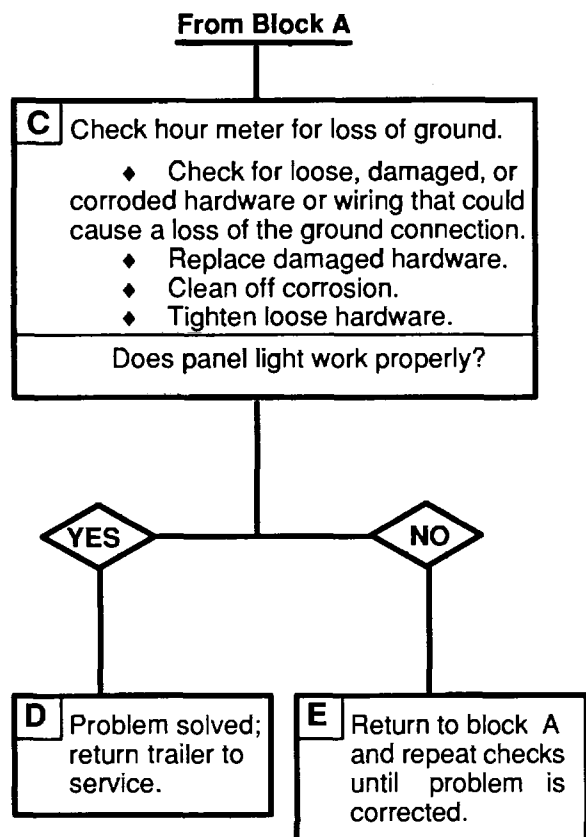 From Block A
C Check hour meter for loss of ground.
♦ Check for loose, damaged, or
corroded hardware or wiring that could
cause a loss of the ground connection.
♦ Replace damaged hardware.
♦ Clean off corrosion.
♦ Tighten loose hardware.
Does panel light work properly?
YES
NO
D Problem solved;
return trailer to
service.
E Return to block A
and repeat checks
until problem is
corrected.